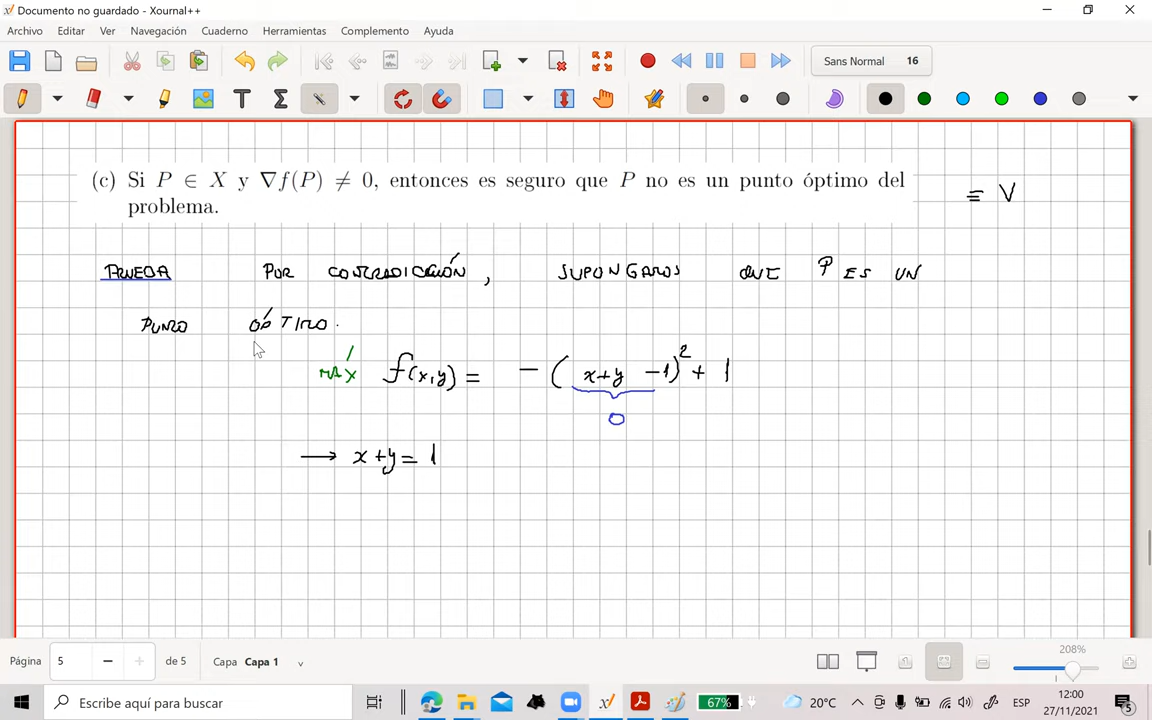 Documento no guardado - Xournal++
Archivo Editar Ver Navegación Cuaderno Herramientas Complemento Ayuda
Sans Normal 16
(c) Si P ∈ X y ∇f(P) ≠ 0, entonces es seguro que P no es un punto óptimo del
problema.
≡ V
PRUEBA POR CONTRADICCIÓN, SUPONGAMOS QUE P ES UN
PUNTO ÓPTIMO.
MÁX f(x,y) = - (x+y -1)² + 1
0
→ x+y = 1
Página 5 de 5 Capa Capa 1
208%
Escribe aquí para buscar
67%
20°C
ESP
12:00
27/11/2021
5